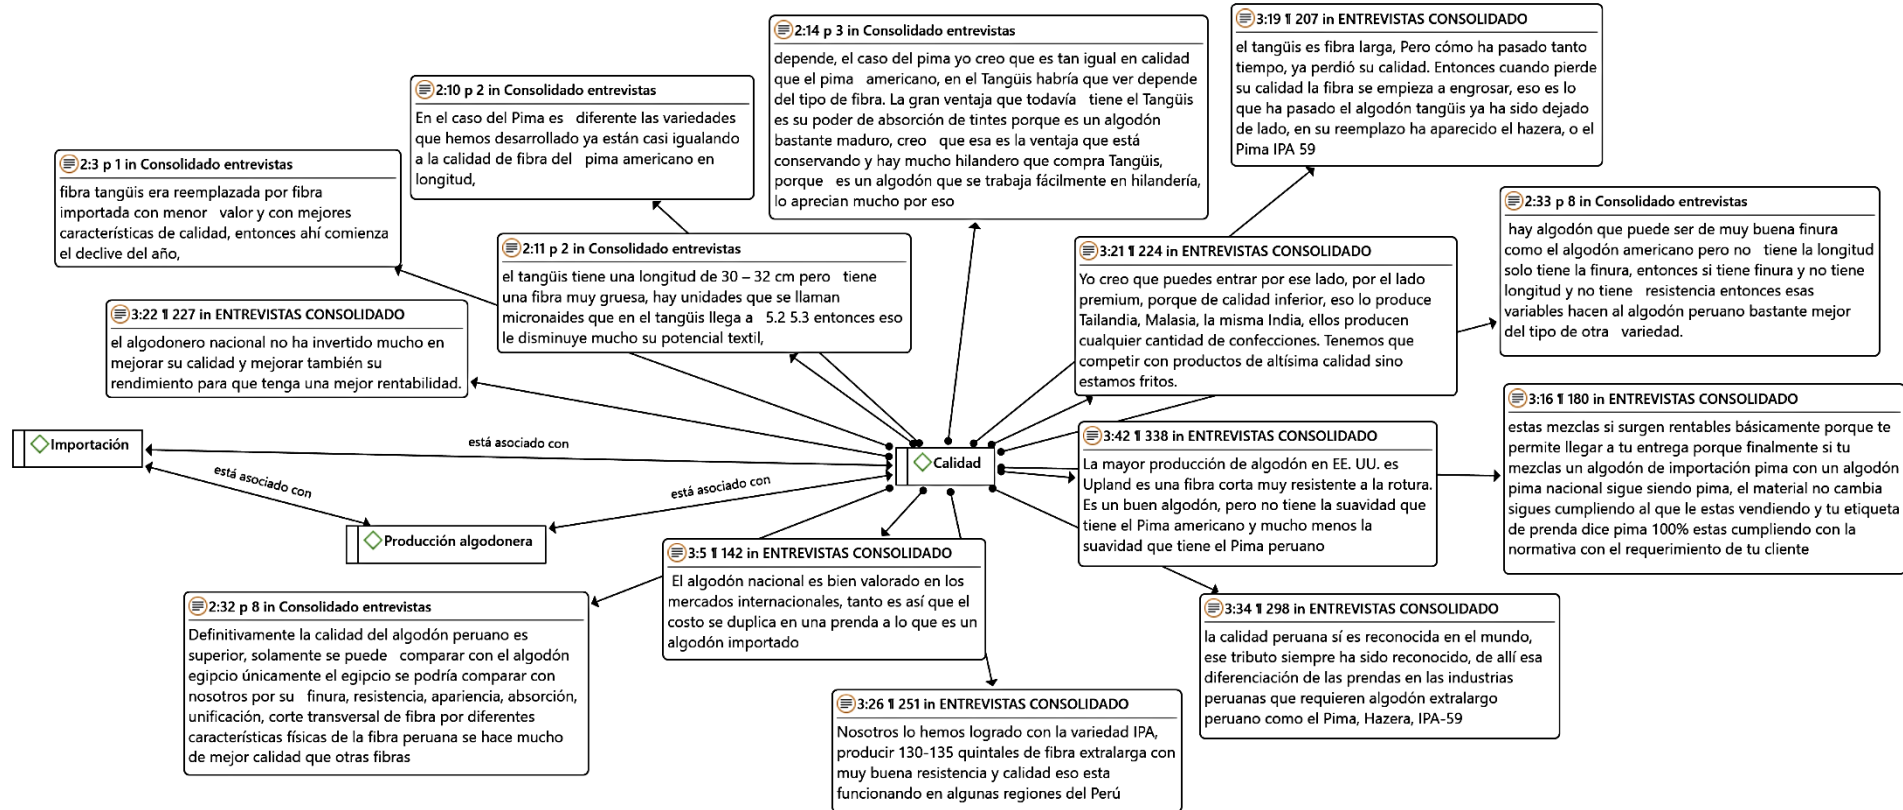 3:19 ¶ 207 in ENTREVISTAS CONSOLIDADO
el tangüis es fibra larga, Pero cómo ha pasado tanto
tiempo, ya perdió su calidad. Entonces cuando pierde
su calidad la fibra se empieza a engrosar, eso es lo
que ha pasado el algodón tangüis ya ha sido dejado
de lado, en su reemplazo ha aparecido el hazera, o el
Pima IPA 59
2:14 p 3 in Consolidado entrevistas
depende, el caso del pima yo creo que es tan igual en calidad
que el pima americano, en el Tangüis habría que ver depende
del tipo de fibra. La gran ventaja que todavía tiene el Tangüis
es su poder de absorción de tintes porque es un algodón
bastante maduro, creo que esa es la ventaja que está
conservando y hay mucho hilandero que compra Tangüis,
porque es un algodón que se trabaja fácilmente en hilandería,
lo aprecian mucho por eso
2:10 p 2 in Consolidado entrevistas
En el caso del Pima es diferente las variedades
que hemos desarrollado ya están casi igualando
a la calidad de fibra del pima americano en
longitud,
2:3 p 1 in Consolidado entrevistas
fibra tangüis era reemplazada por fibra
importada con menor valor y con mejores
características de calidad, entonces ahí comienza
el declive del año,
2:33 p 8 in Consolidado entrevistas
hay algodón que puede ser de muy buena finura
como el algodón americano pero no tiene la longitud
solo tiene la finura, entonces si tiene finura y no tiene
longitud y no tiene resistencia entonces esas
variables hacen al algodón peruano bastante mejor
del tipo de otra variedad.
2:11 p 2 in Consolidado entrevistas
el tangüis tiene una longitud de 30 – 32 cm pero tiene
una fibra muy gruesa, hay unidades que se llaman
micronaides que en el tangüis llega a 5.2 5.3 entonces eso
le disminuye mucho su potencial textil,
3:21 ¶ 224 in ENTREVISTAS CONSOLIDADO
Yo creo que puedes entrar por ese lado, por el lado
premium, porque de calidad inferior, eso lo produce
Tailandia, Malasia, la misma India, ellos producen
cualquier cantidad de confecciones. Tenemos que
competir con productos de altísima calidad sino
estamos fritos.
3:22 ¶ 227 in ENTREVISTAS CONSOLIDADO
el algodonero nacional no ha invertido mucho en
mejorar su calidad y mejorar también su
rendimiento para que tenga una mejor rentabilidad.
3:16 ¶ 180 in ENTREVISTAS CONSOLIDADO
estas mezclas si surgen rentables básicamente porque te
permite llegar a tu entrega porque finalmente si tu
mezclas un algodón de importación pima con un algodón
pima nacional sigue siendo pima, el material no cambia
sigues cumpliendo al que le estas vendiendo y tu etiqueta
de prenda dice pima 100% estas cumpliendo con la
normativa con el requerimiento de tu cliente
Importación
está asociado con
está asociado con
está asociado con
Calidad
Producción algodonera
3:42 ¶ 338 in ENTREVISTAS CONSOLIDADO
La mayor producción de algodón en EE. UU. es
Upland es una fibra corta muy resistente a la rotura.
Es un buen algodón, pero no tiene la suavidad que
tiene el Pima americano y mucho menos la
suavidad que tiene el Pima peruano
3:5 ¶ 142 in ENTREVISTAS CONSOLIDADO
El algodón nacional es bien valorado en los
mercados internacionales, tanto es así que el
costo se duplica en una prenda a lo que es un
algodón importado
2:32 p 8 in Consolidado entrevistas
Definitivamente la calidad del algodón peruano es
superior, solamente se puede comparar con el algodón
egipcio únicamente el egipcio se podría comparar con
nosotros por su finura, resistencia, apariencia, absorción,
unificación, corte transversal de fibra por diferentes
características físicas de la fibra peruana se hace mucho
de mejor calidad que otras fibras
3:34 ¶ 298 in ENTREVISTAS CONSOLIDADO
la calidad peruana sí es reconocida en el mundo,
ese tributo siempre ha sido reconocido, de allí esa
diferenciación de las prendas en las industrias
peruanas que requieren algodón extralargo
peruano como el Pima, Hazera, IPA-59
3:26 ¶ 251 in ENTREVISTAS CONSOLIDADO
Nosotros lo hemos logrado con la variedad IPA,
producir 130-135 quintales de fibra extralarga con
muy buena resistencia y calidad eso esta
funcionando en algunas regiones del Perú